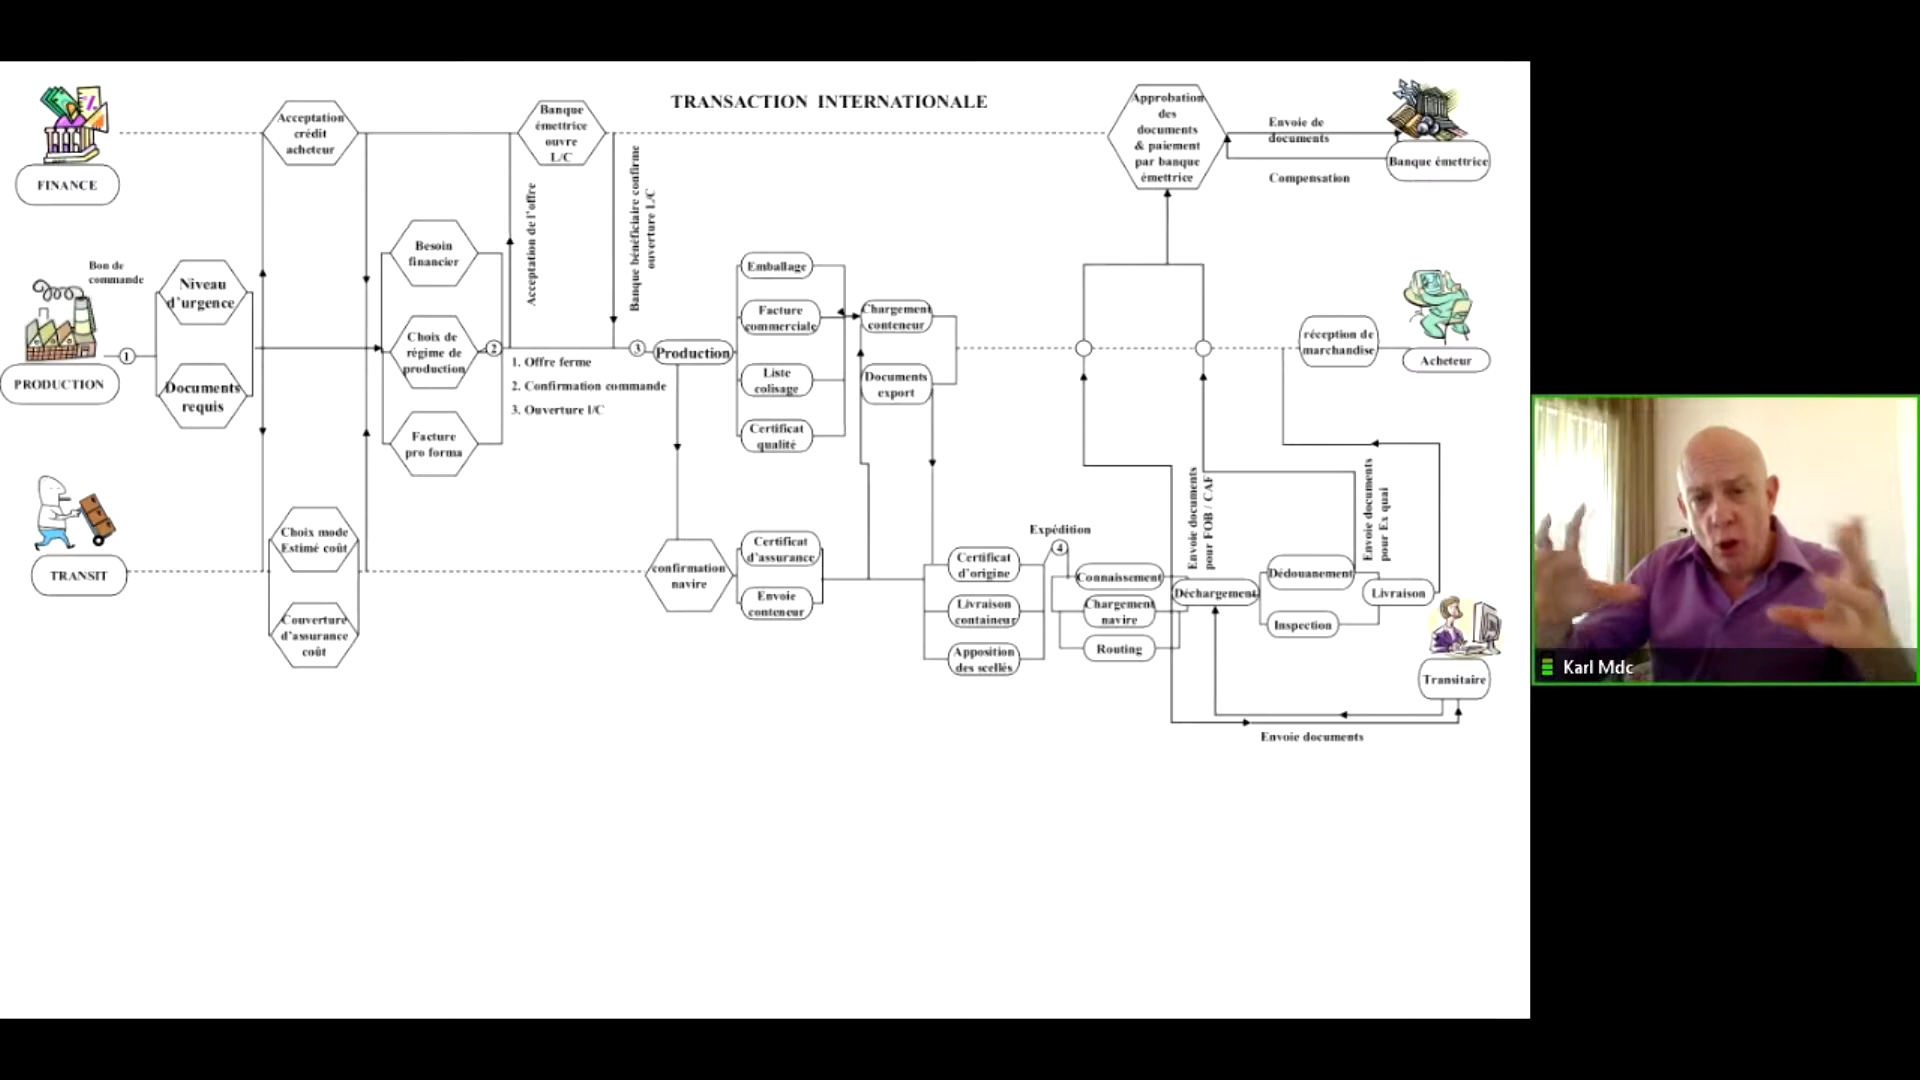 TRANSACTION INTERNATIONALE
FINANCE
Acceptation
crédit
acheteur
Banque
émettrice
ouvre
L/C
Approbation
des
documents
& paiement
par banque
émettrice
Envoie de
documents
Compensation
Banque émettrice
Bon de
commande
PRODUCTION
1
Niveau
d'urgence
Documents
requis
Besoin
financier
Choix de
régime de
production
Facture
pro forma
2
Acceptation de l'offre
1. Offre ferme
2. Confirmation commande
3. Ouverture l/C
Banque bénéficiaire confirme
ouverture L/C
3
Production
Emballage
Facture
commerciale
Liste
colisage
Certificat
qualité
Chargement
conteneur
Documents
export
réception de
marchandise
Acheteur
TRANSIT
Choix mode
Estimé coût
Couverture
d'assurance
coût
confirmation
navire
Certificat
d'assurance
Envoie
conteneur
Certificat
d'origine
Livraison
containeur
Apposition
des scellés
Expédition
4
Connaissement
Chargement
navire
Routing
Envoie documents
pour FOB / CAF
Déchargement
Dédouanement
Inspection
Envoie documents
pour Ex quai
Livraison
Transitaire
Envoie documents
Karl Mdc